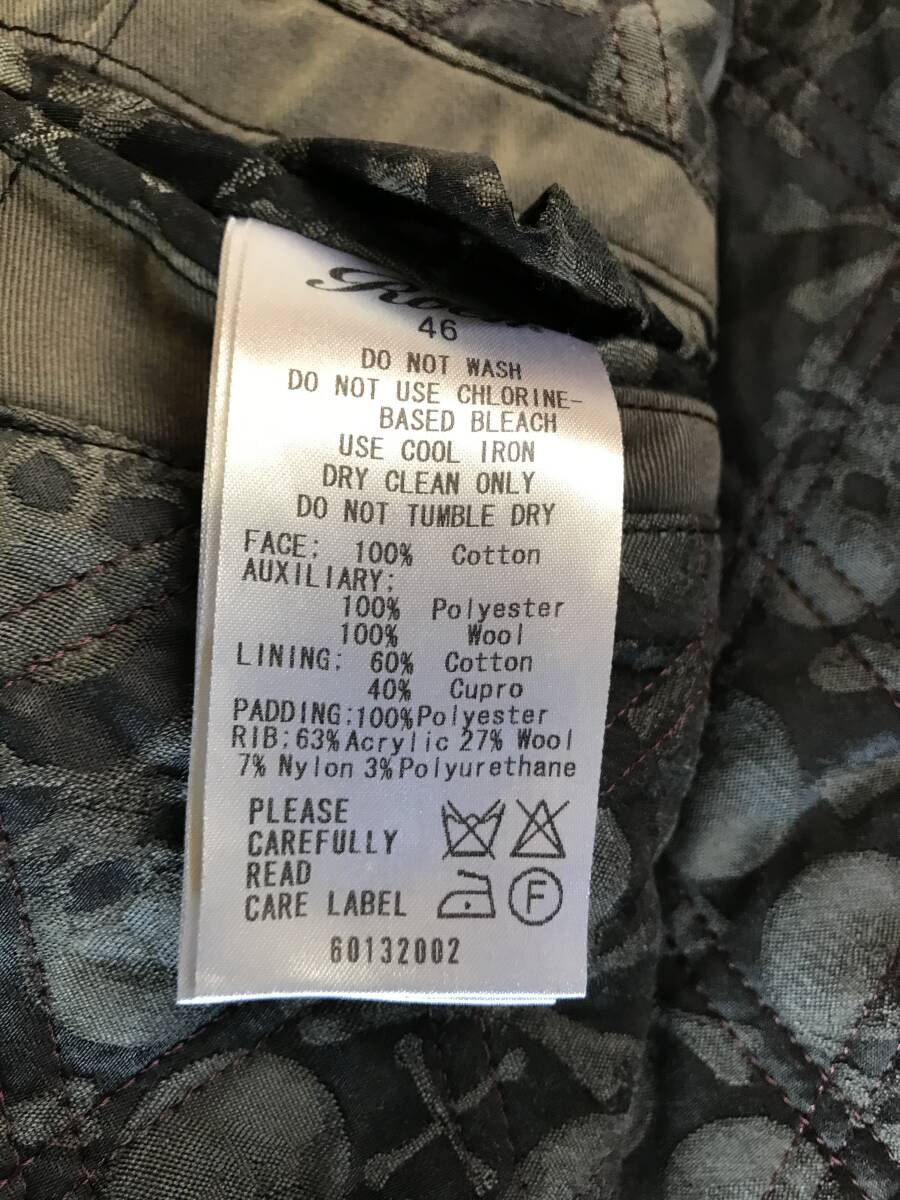 46
DO NOT WASH
DO NOT USE CHLORINE-
BASED BLEACH
USE COOL IRON
DRY CLEAN ONLY
DO NOT TUMBLE DRY
FACE: 100% Cotton
AUXILIARY:
100% Polyester
100% Wool
LINING: 60% Cotton
40% Cupro
PADDING:100%Polyester
RIB:63%Acrylic 27% Wool
7% Nylon 3%Polyurethane
PLEASE
CAREFULLY
READ
CARE LABEL
F
60132002